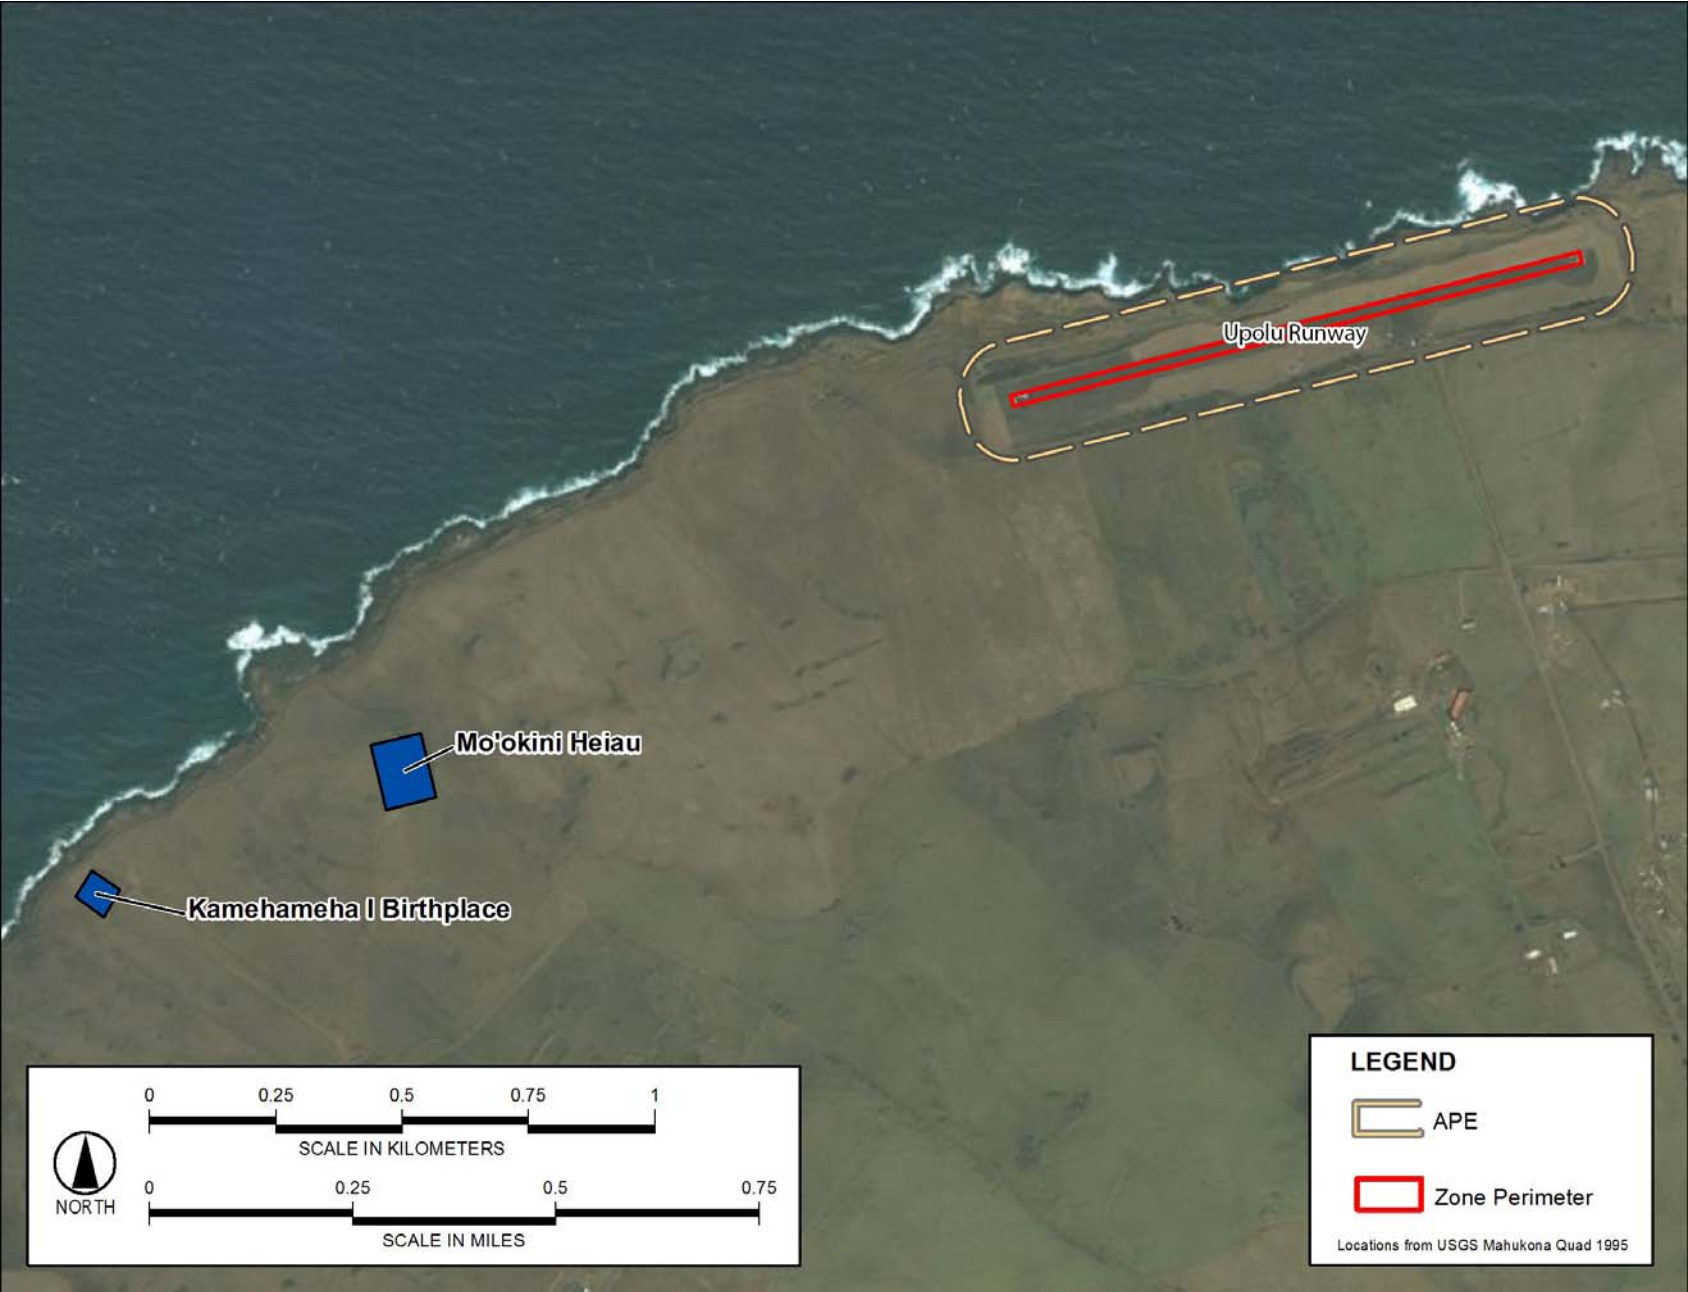 Upolu Runway
Mo'okini Heiau
Kamehameha I Birthplace
0 0.25 0.5 0.75 1
SCALE IN KILOMETERS
0 0.25 0.5 0.75
SCALE IN MILES
NORTH
LEGEND
APE
Zone Perimeter
Locations from USGS Mahukona Quad 1995